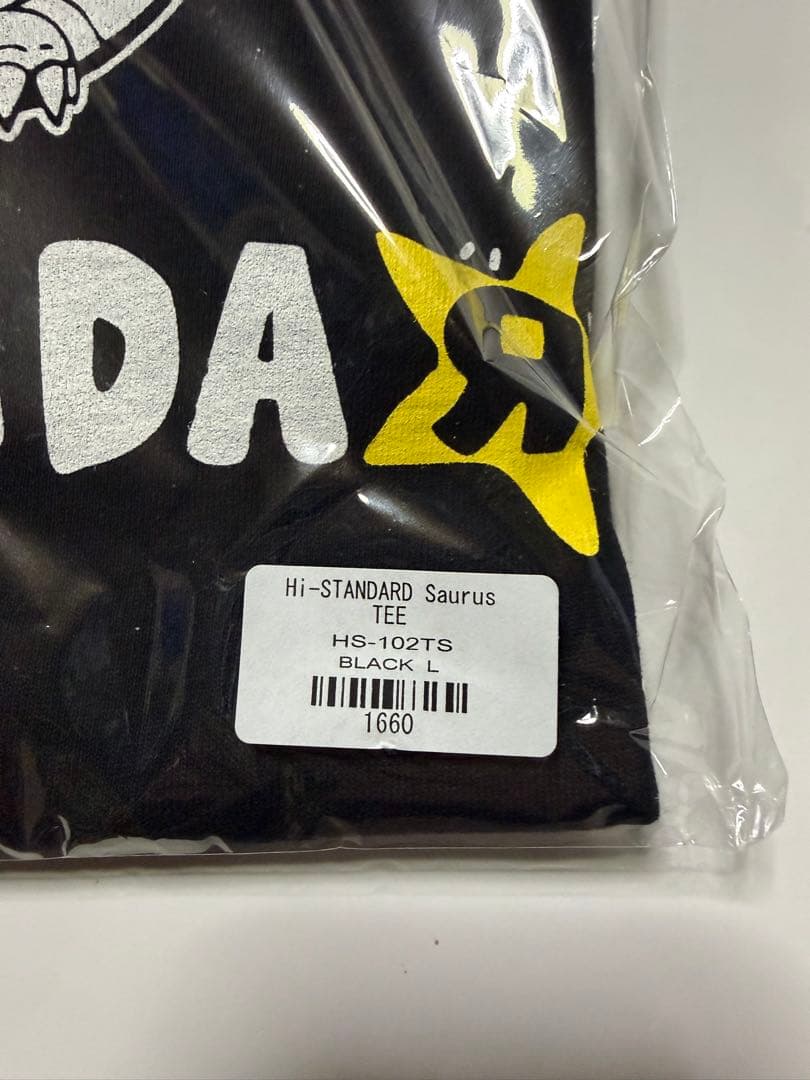 DA
Hi-STANDARD Saurus
TEE
HS-102TS
BLACK L
1660